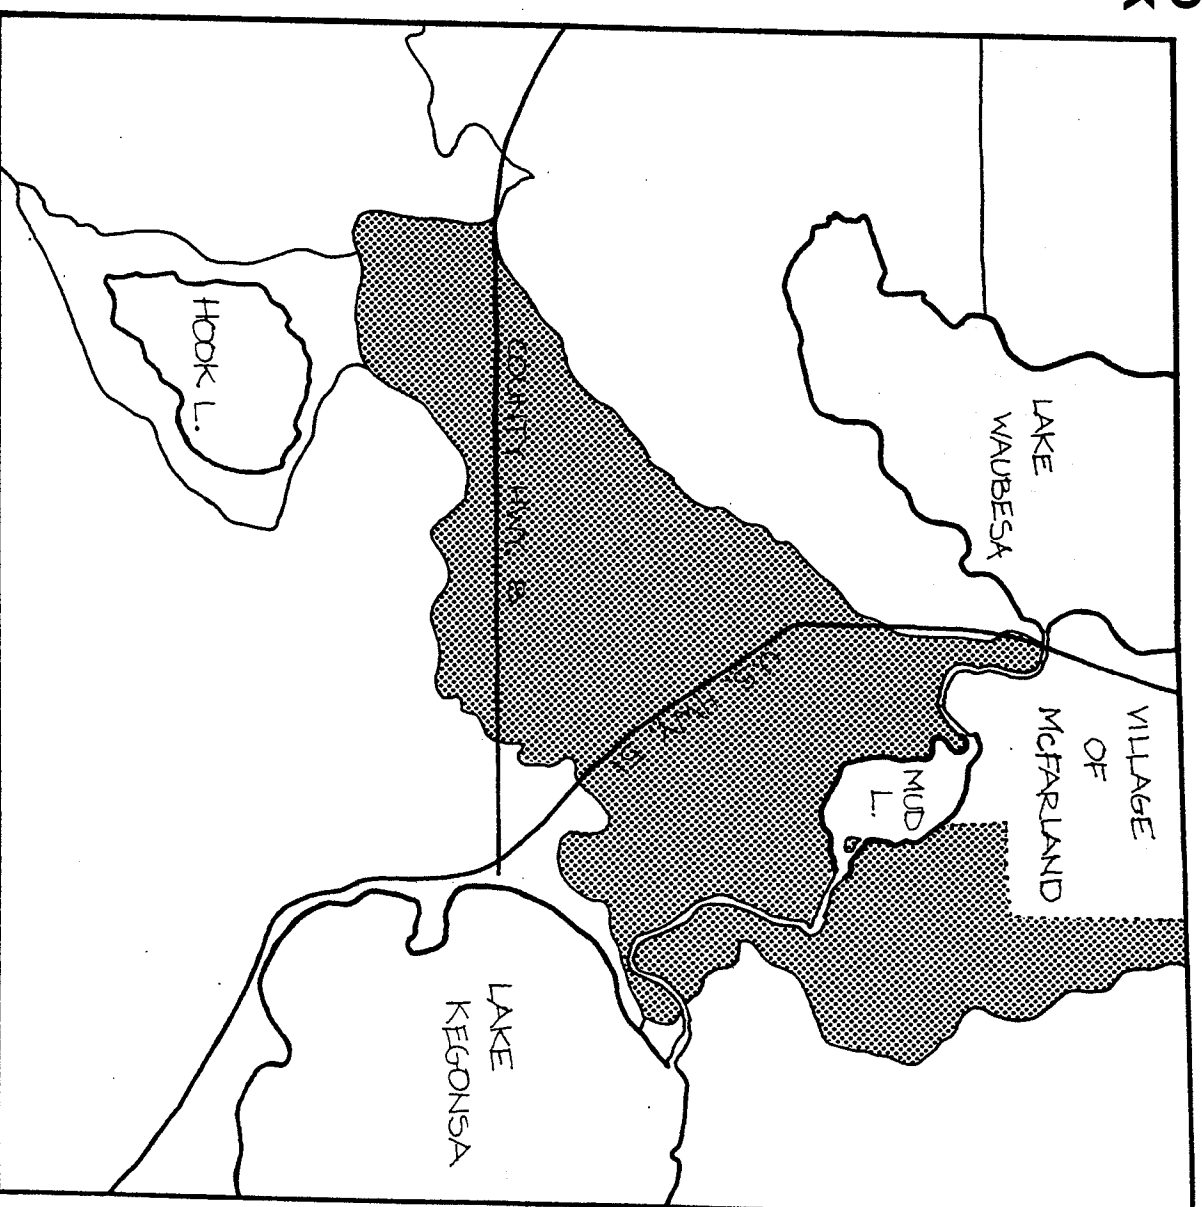 VILLAGE
OF
McFARLAND
LAKE
WAUBESA
MUD
L.
U.S.
COUNTY HWY. B
LAKE
KEGONSA
HOOK L.